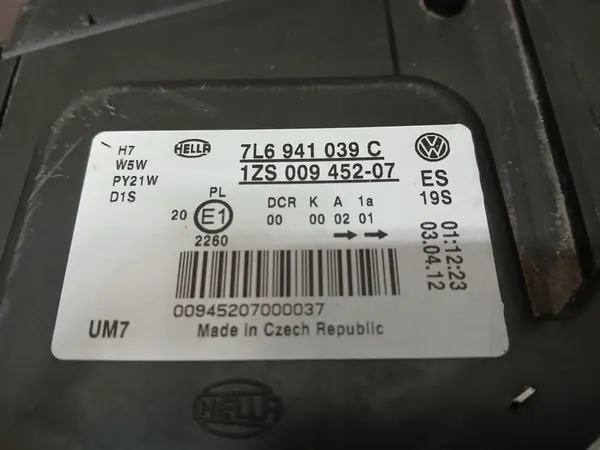 H7
W5W
PY21W
D1S
HELLA
7L6 941 039 C
1ZS 009 452-07
VW
ES
19S
PL
20 E1
2260
DCR K A 1a
00 00 02 01
01:12:23
03.04.12
00945207000037
UM7
Made in Czech Republic
HELLA